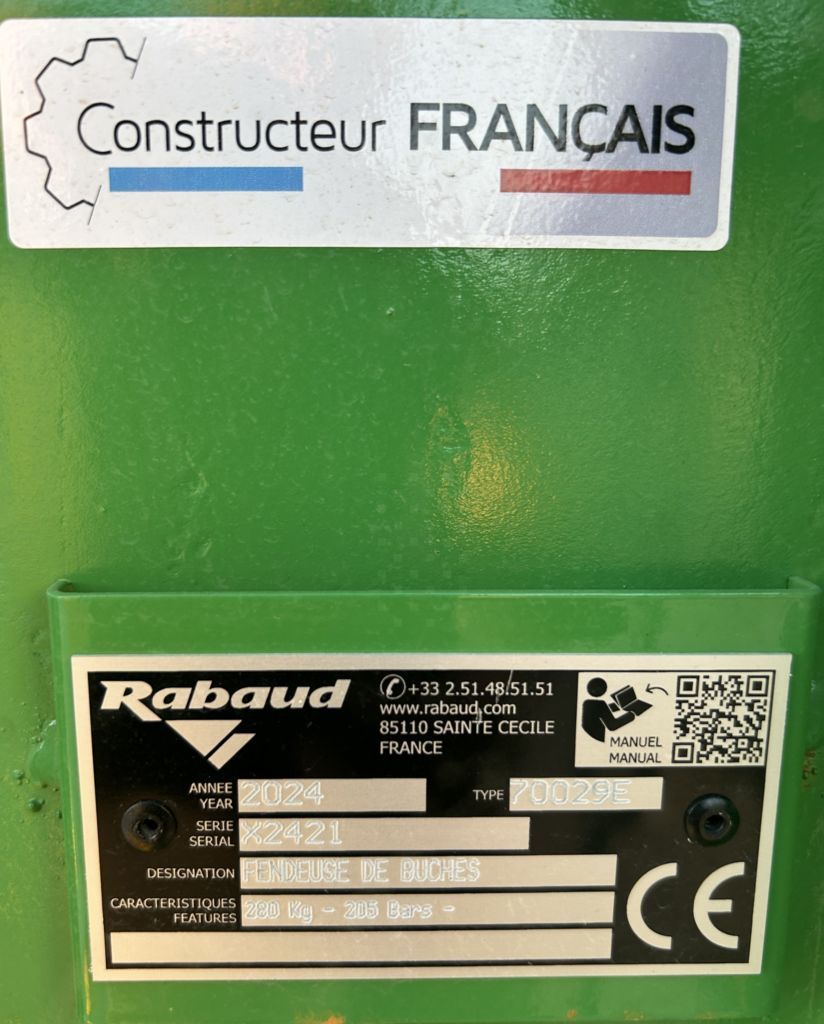 Constructeur FRANÇAIS
Rabaud
✆+33 2.51.48.51.51
www.rabaud.com
85110 SAINTE CECILE
FRANCE
MANUEL
MANUAL
ANNEE
YEAR
2024
TYPE
70029E
SERIE
SERIAL
X2421
DESIGNATION
FENDEUSE DE BUCHES
CARACTERISTIQUES
FEATURES
280 Kg - 205 Bars -
CE